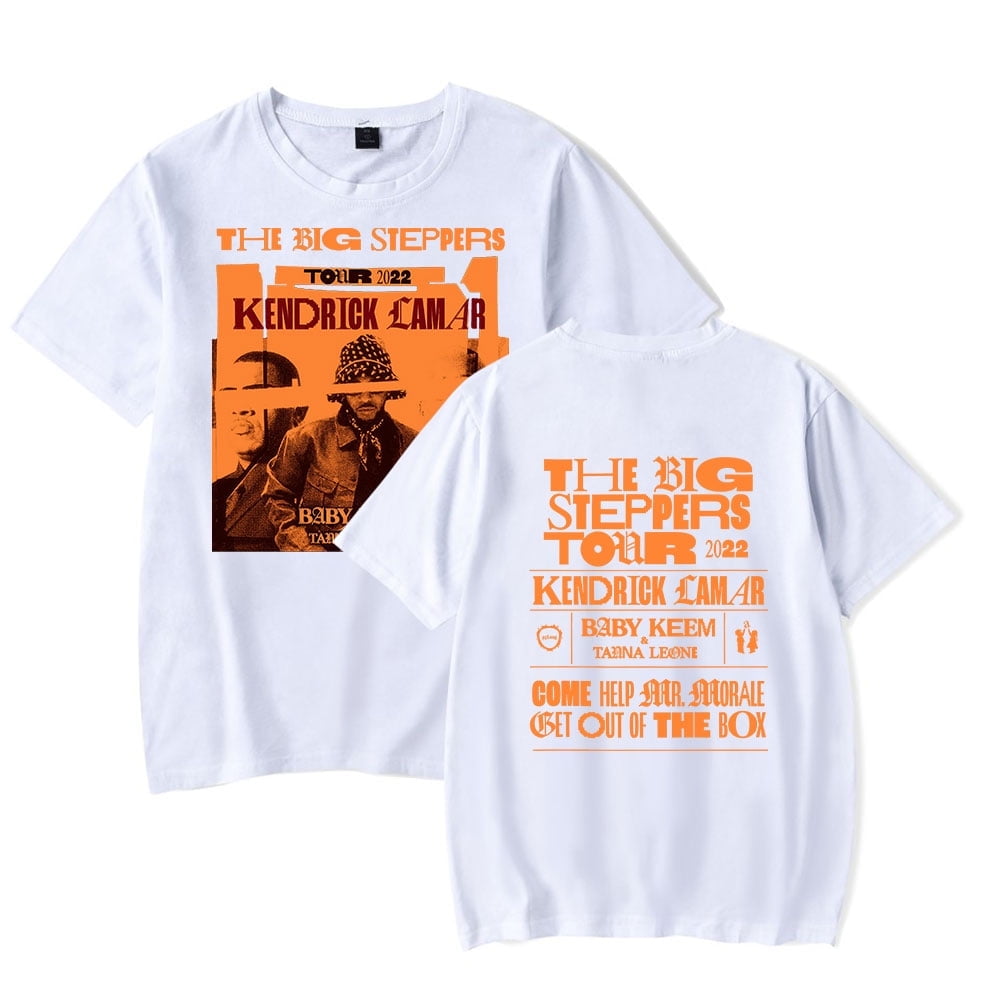 THE BIG STEPPERS
TOUR 2022
KENDRICK LAMAR
BABY
THE BIG
STEPPERS
TOUR 2022
KENDRICK LAMAR
BABY KEEM
&
TANNA LEONE
COME HELP MR. MORALE
GET OUT OF THE BOX